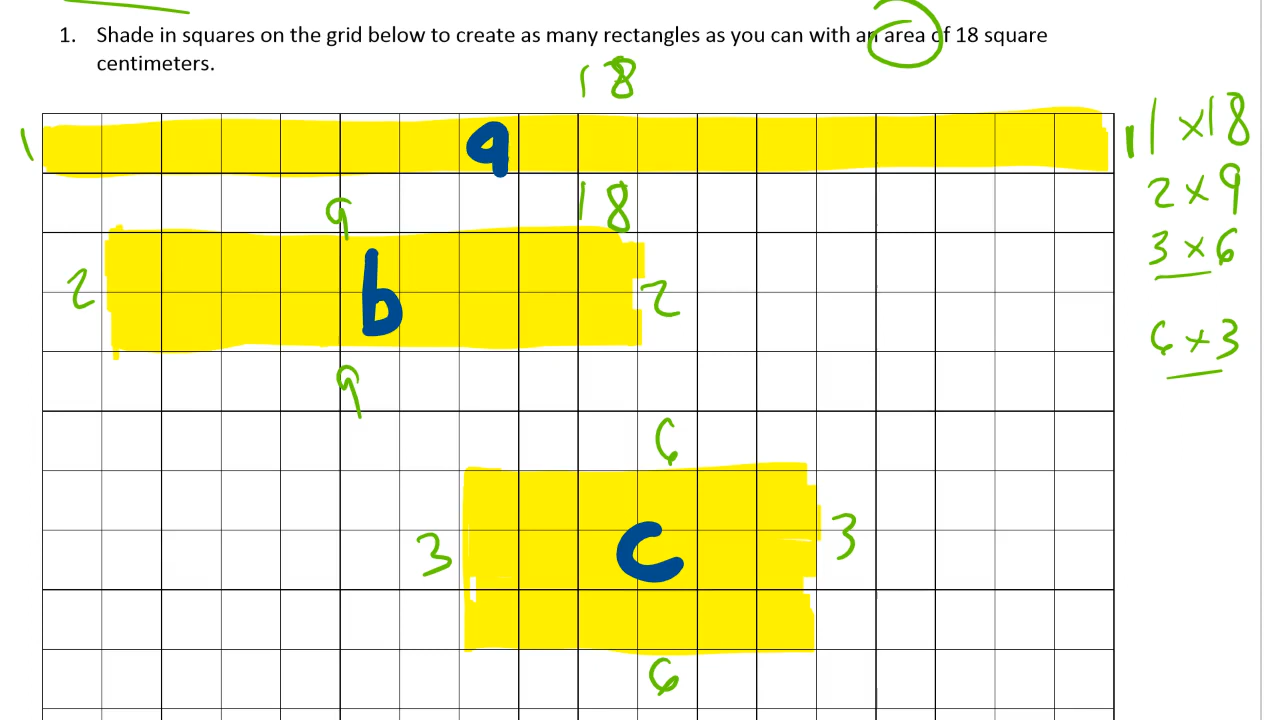 1. Shade in squares on the grid below to create as many rectangles as you can with an area of 18 square
centimeters.
18
1 a 1
1 × 18
9 18
2 × 9
2 b 2
3 × 6
9
6 × 3
6
3 c 3
6